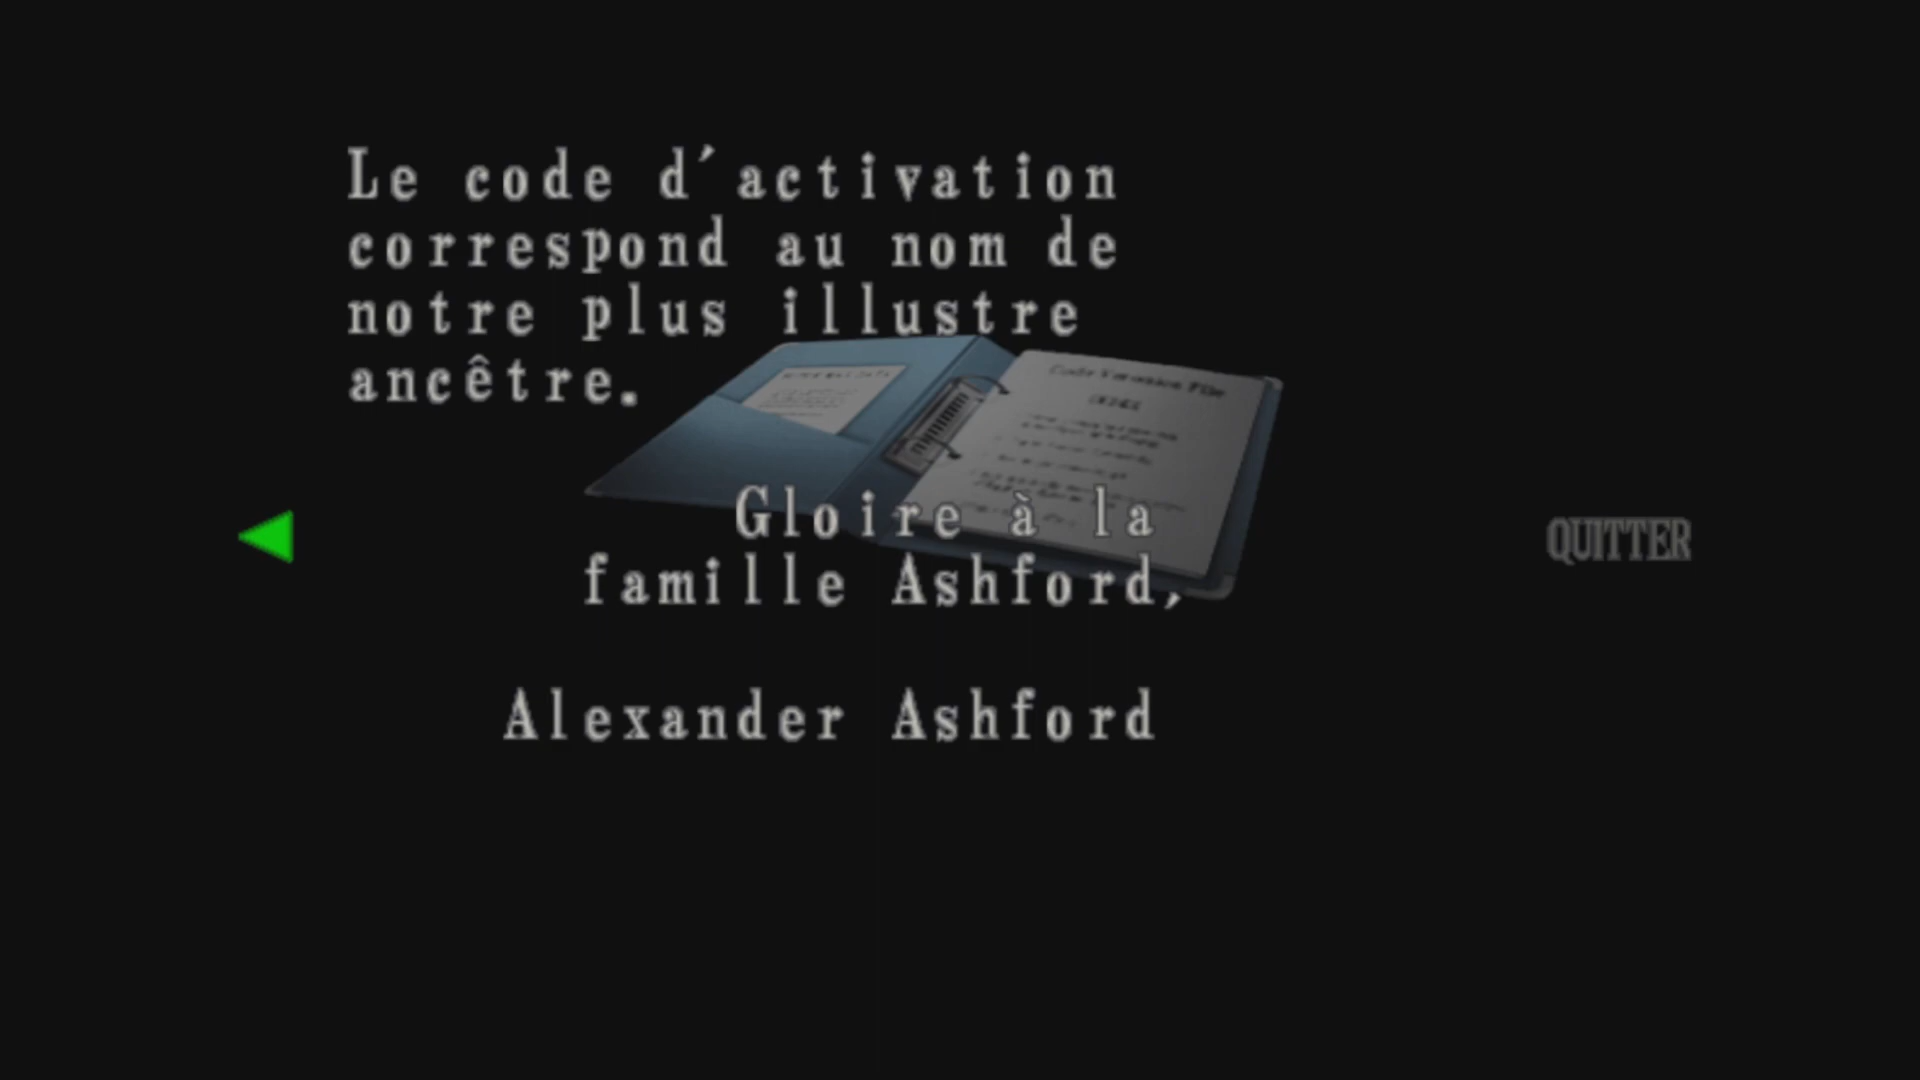 Le code d'activation
correspond au nom de
notre plus illustre
ancêtre.
Gloire à la
famille Ashford,
Alexander Ashford
QUITTER